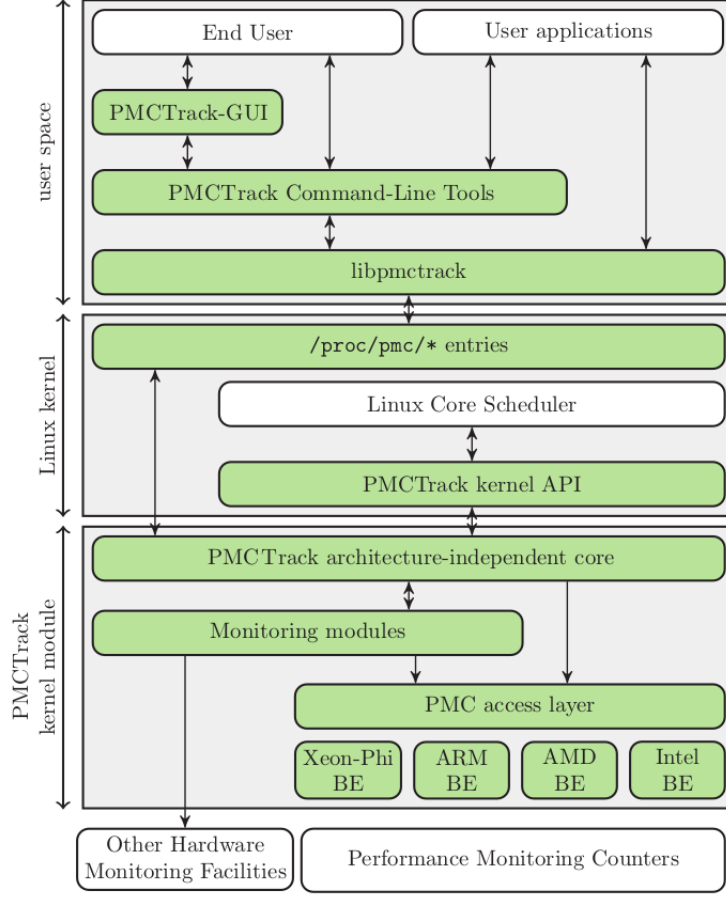 End User
User applications
PMCTrack-GUI
PMCTrack Command-Line Tools
libpmctrack
user space
/proc/pmc/* entries
Linux Core Scheduler
PMCTrack kernel API
Linux kernel
PMCTrack architecture-independent core
Monitoring modules
PMC access layer
Xeon-Phi
BE
ARM
BE
AMD
BE
Intel
BE
PMCTrack
kernel module
Other Hardware
Monitoring Facilities
Performance Monitoring Counters